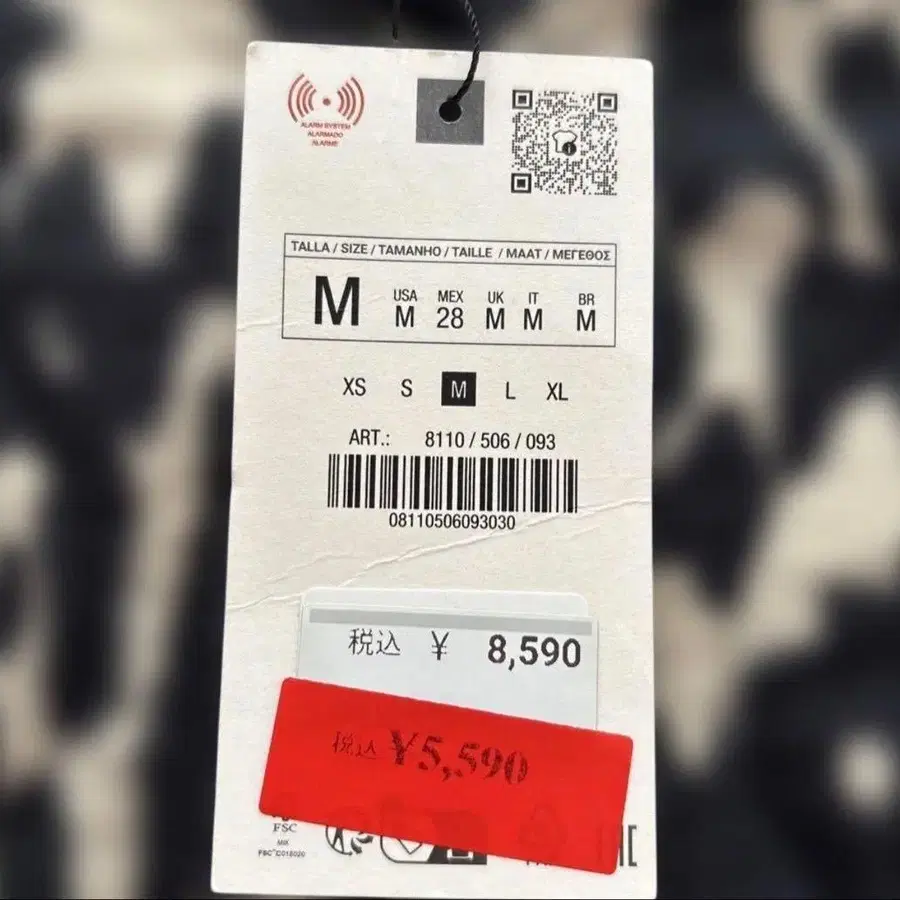 ALARM SYSTEM
ALARMADO
ALARME
TALLA / SIZE / TAMANHO / TAILLE / MAAT / ΜΕΓΕΘΟΣ
M
USA MEX UK IT BR
M 28 M M M
XS S M L XL
ART.: 8110 / 506 / 093
08110506093030
税込 ¥ 8,590
税込 ¥5,590
FSC
MIX